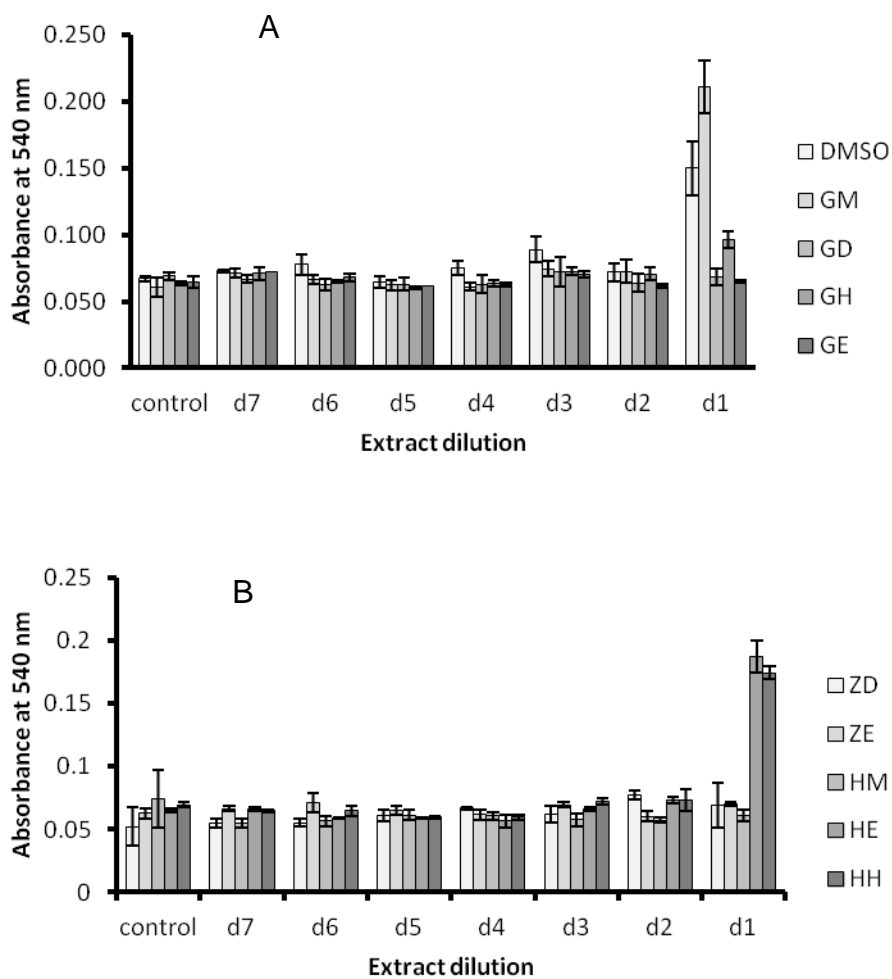 A
Absorbance at 540 nm
0.250
0.200
0.150
0.100
0.050
0.000
control d7 d6 d5 d4 d3 d2 d1
Extract dilution
DMSO
GM
GD
GH
GE
B
Absorbance at 540 nm
0.25
0.2
0.15
0.1
0.05
0
control d7 d6 d5 d4 d3 d2 d1
Extract dilution
ZD
ZE
HM
HE
HH